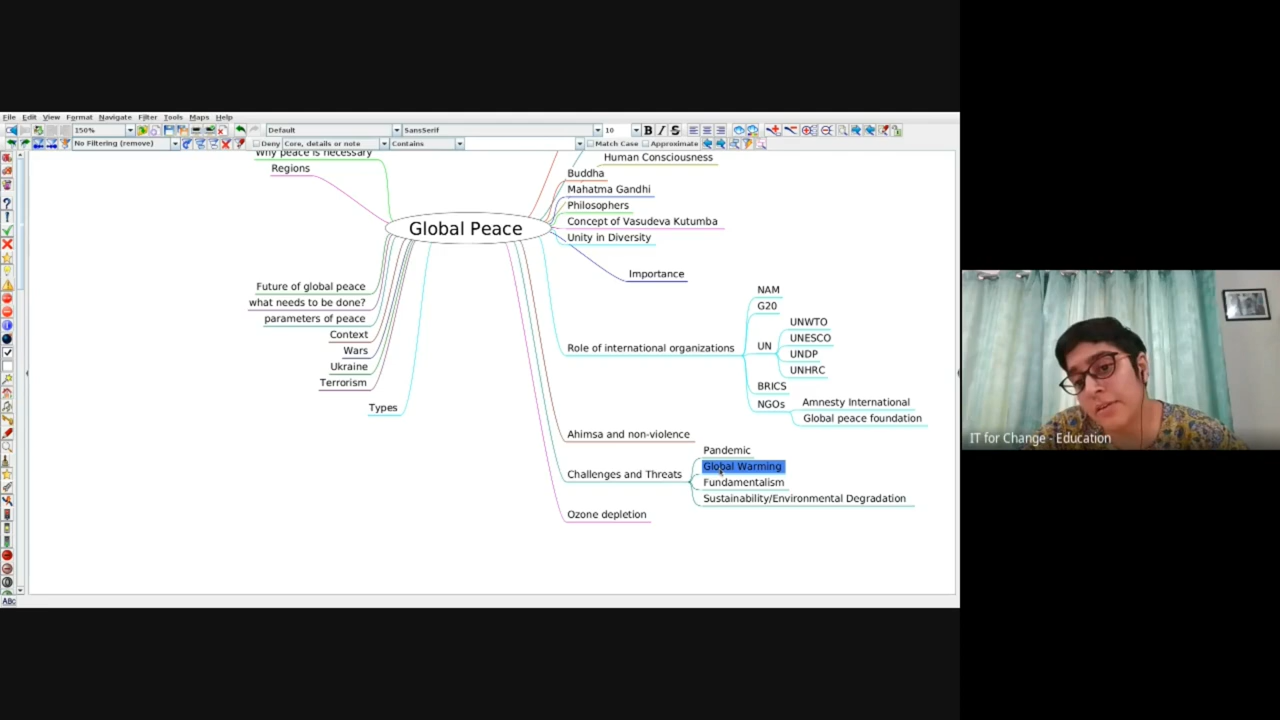 File Edit View Format Navigate Filter Tools Maps Help
150% Default SansSerif 10 B I S
No Filtering (remove) Deny Core, details or note Contains Match Case Approximate
Why peace is necessary
Regions
Global Peace
Future of global peace
what needs to be done?
parameters of peace
Context
Wars
Ukraine
Terrorism
Types
Human Consciousness
Buddha
Mahatma Gandhi
Philosophers
Concept of Vasudeva Kutumba
Unity in Diversity
Importance
Role of international organizations
NAM
G20
UN
UNWTO
UNESCO
UNDP
UNHRC
BRICS
NGOs
Amnesty International
Global peace foundation
Ahimsa and non-violence
Challenges and Threats
Pandemic
Global Warming
Fundamentalism
Sustainability/Environmental Degradation
Ozone depletion
ABC
IT for Change - Education